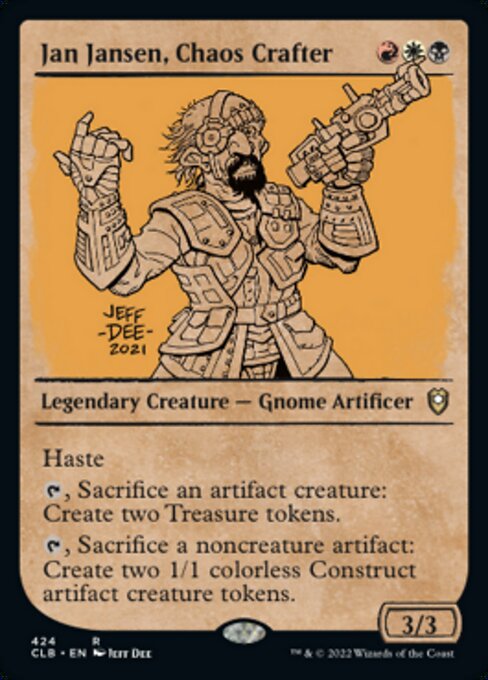 Jan Jansen, Chaos Crafter
JEFF
-DEE-
2021
Legendary Creature — Gnome Artificer
Haste
, Sacrifice an artifact creature:
Create two Treasure tokens.
, Sacrifice a noncreature artifact:
Create two 1/1 colorless Construct
artifact creature tokens.
3/3
424 R
CLB • EN Jeff Dee
™ & © 2022 Wizards of the Coast